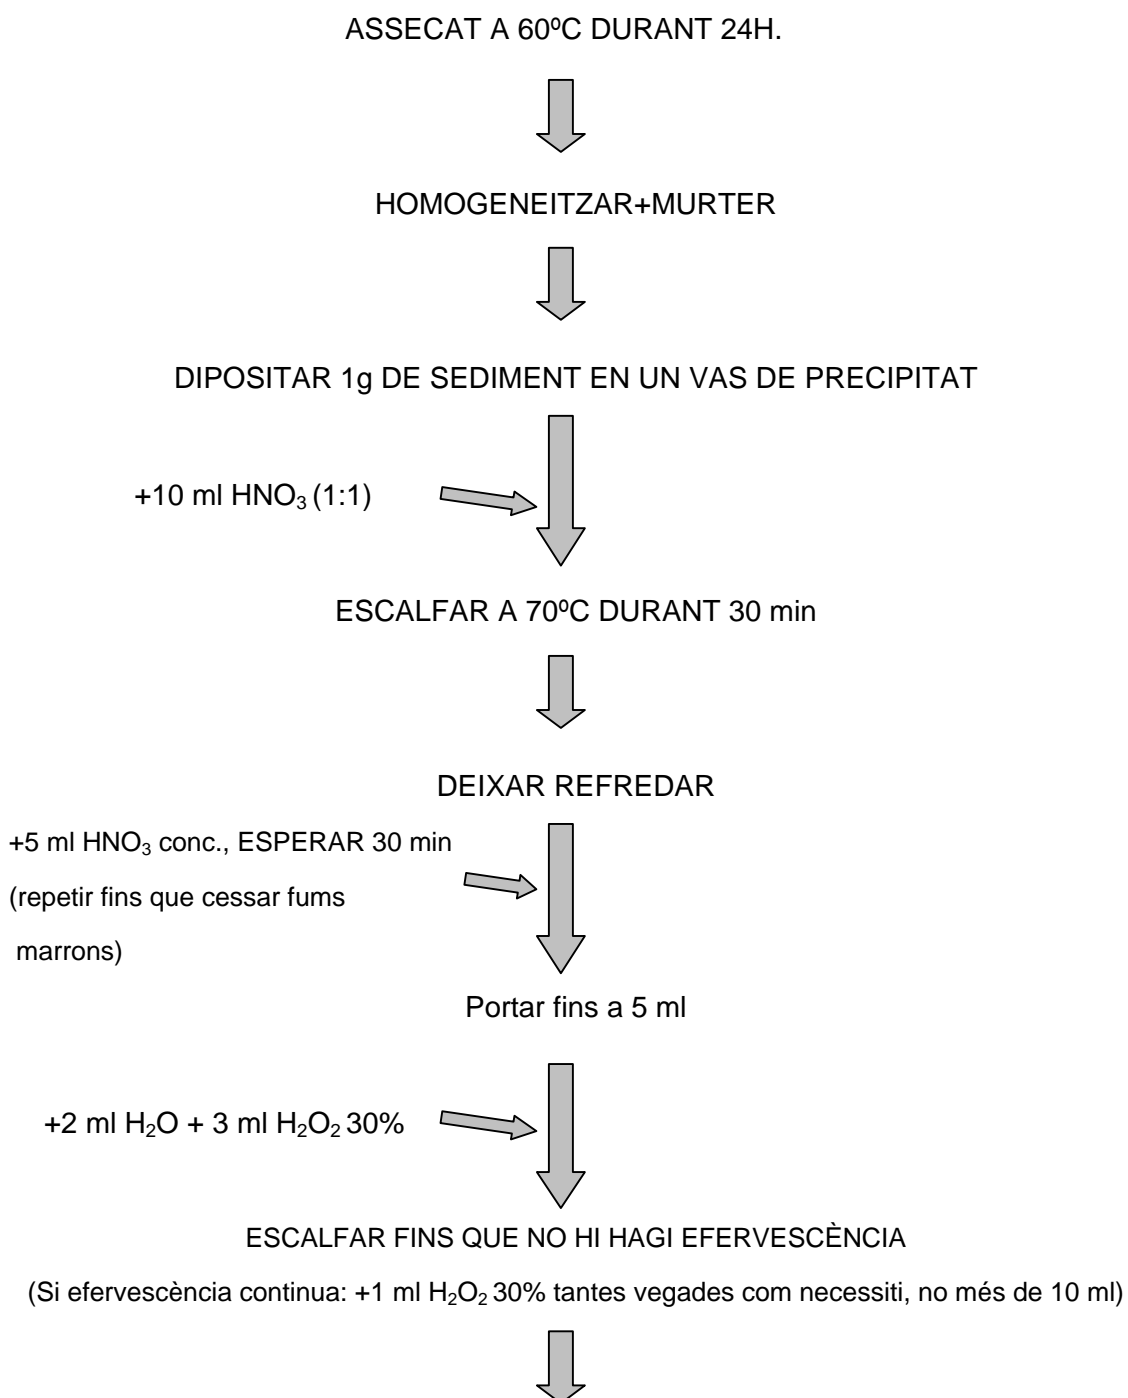 ASSECAT A 60ºC DURANT 24H.
HOMOGENEITZAR+MURTER
DIPOSITAR 1g DE SEDIMENT EN UN VAS DE PRECIPITAT
+10 ml HNO₃ (1:1)
ESCALFAR A 70ºC DURANT 30 min
DEIXAR REFREDAR
+5 ml HNO₃ conc., ESPERAR 30 min
(repetir fins que cessar fums
marrons)
Portar fins a 5 ml
+2 ml H₂O + 3 ml H₂O₂ 30%
ESCALFAR FINS QUE NO HI HAGI EFERVESCÈNCIA
(Si efervescència continua: +1 ml H₂O₂ 30% tantes vegades com necessiti, no més de 10 ml)